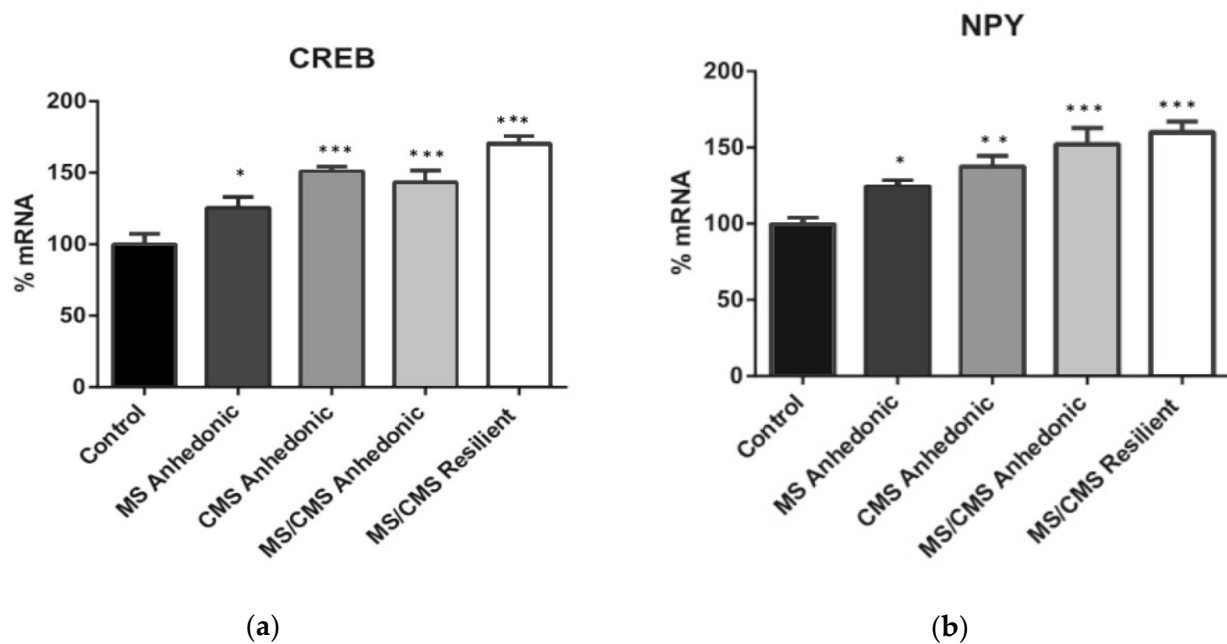 CREB
200
150
100
50
0
% mRNA
*
***
***
***
Control
MS Anhedonic
CMS Anhedonic
MS/CMS Anhedonic
MS/CMS Resilient
(a)
NPY
200
150
100
50
0
% mRNA
*
**
***
***
Control
MS Anhedonic
CMS Anhedonic
MS/CMS Anhedonic
MS/CMS Resilient
(b)